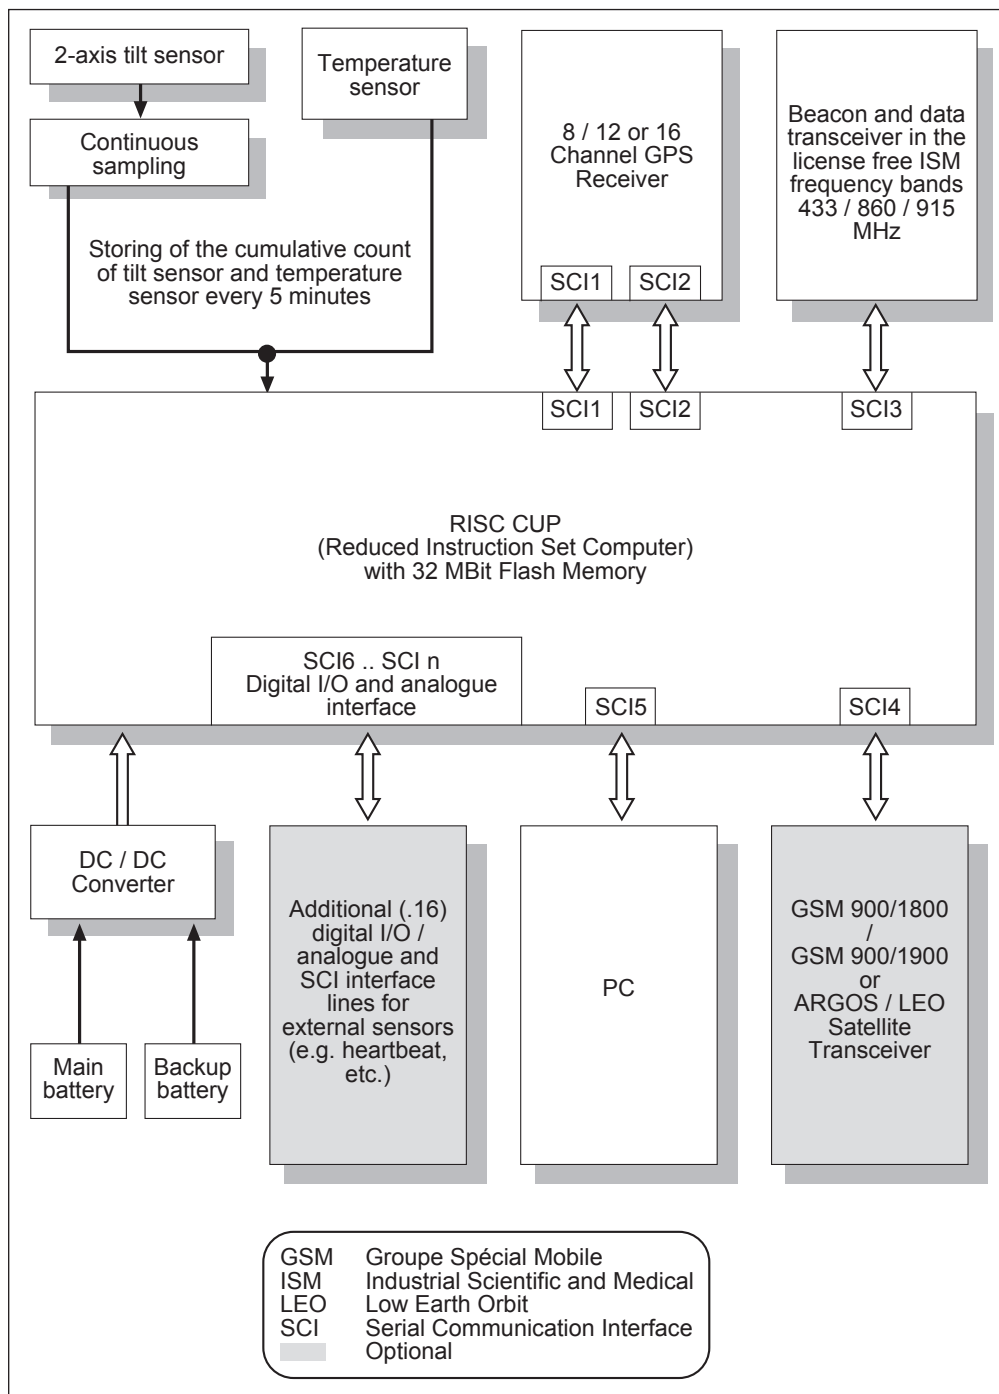 2-axis tilt sensor
Continuous
sampling
Temperature
sensor
Storing of the cumulative count
of tilt sensor and temperature
sensor every 5 minutes
8 / 12 or 16
Channel GPS
Receiver
SCI1
SCI2
Beacon and data
transceiver in the
license free ISM
frequency bands
433 / 860 / 915
MHz
SCI1
SCI2
SCI3
RISC CUP
(Reduced Instruction Set Computer)
with 32 MBit Flash Memory
SCI6 .. SCI n
Digital I/O and analogue
interface
SCI5
SCI4
DC / DC
Converter
Main
battery
Backup
battery
Additional (.16)
digital I/O /
analogue and
SCI interface
lines for
external sensors
(e.g. heartbeat,
etc.)
PC
GSM 900/1800
/
GSM 900/1900
or
ARGOS / LEO
Satellite
Transceiver
GSM Groupe Spécial Mobile
ISM Industrial Scientific and Medical
LEO Low Earth Orbit
SCI Serial Communication Interface
Optional